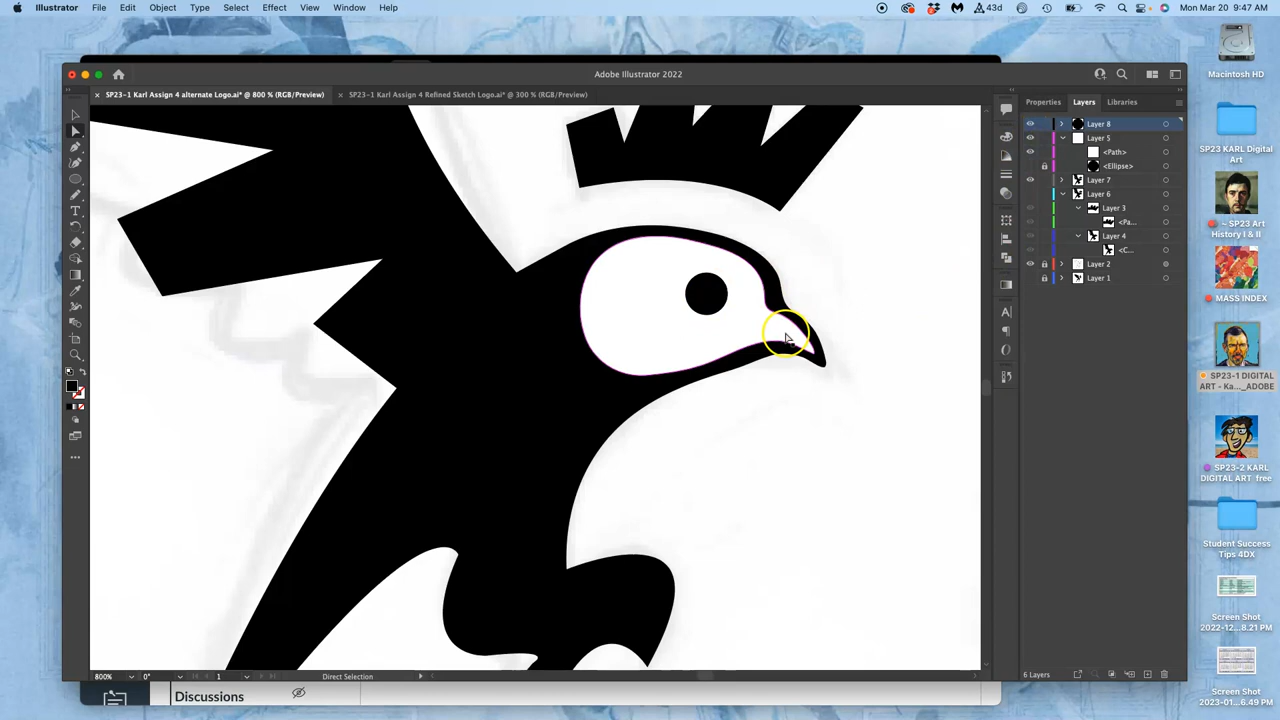 Illustrator File Edit Object Type Select Effect View Window Help
43d
Mon Mar 20 9:47 AM
Adobe Illustrator 2022
× SP23-1 Karl Assign 4 alternate Logo.ai* @ 800 % (RGB/Preview)
× SP23-1 Karl Assign 4 Refined Sketch Logo.ai* @ 300 % (RGB/Preview)
Properties Layers Libraries
Layer 8
Layer 5
<Path>
<Ellipse>
Layer 7
Layer 6
Layer 3
<Pa...
Layer 4
<C...
Layer 2
Layer 1
6 Layers
800% 0° 1 Direct Selection
Discussions
Macintosh HD
SP23 KARL Digital
Art
~ SP23 Art
History I & II
MASS INDEX
SP23-1 DIGITAL
ART - Ka..._ADOBE
SP23-2 KARL
DIGITAL ART free
Student Success
Tips 4DX
Screen Shot
2022-12...8.21 PM
Screen Shot
2023-01...6.49 PM